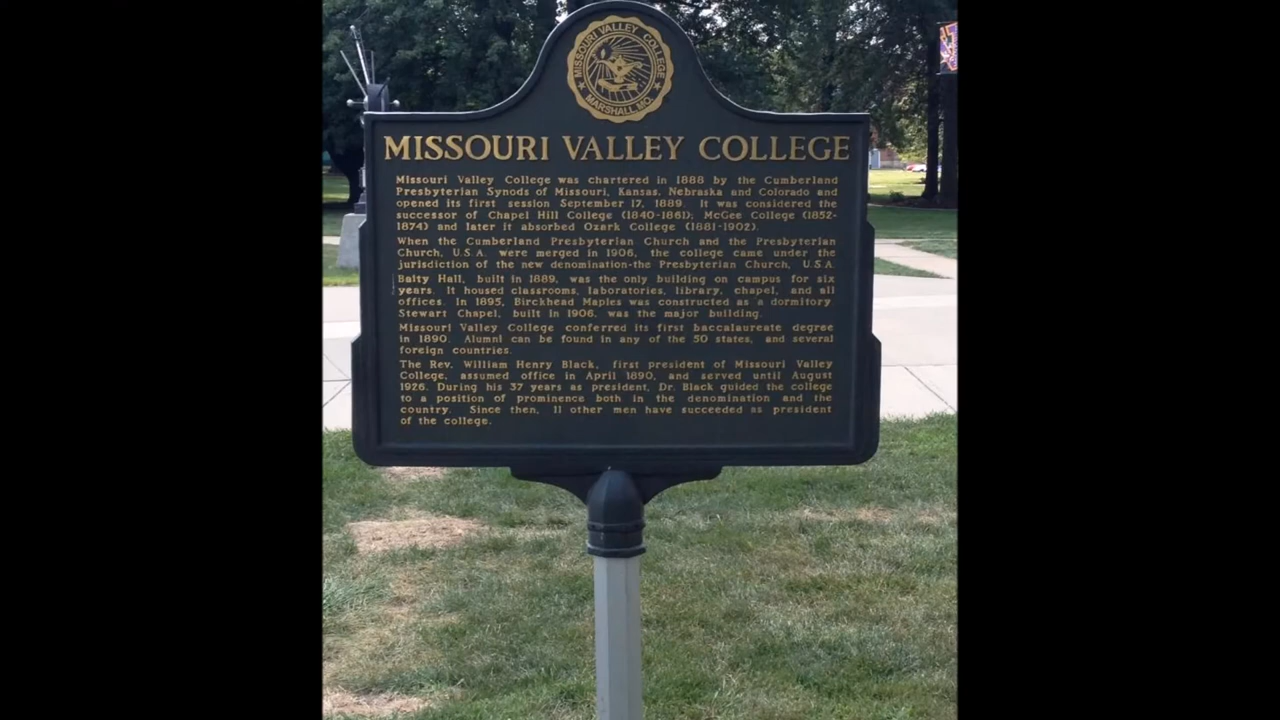 MISSOURI VALLEY COLLEGE
MARSHALL, MO.
MISSOURI VALLEY COLLEGE
Missouri Valley College was chartered in 1888 by the Cumberland
Presbyterian Synods of Missouri, Kansas, Nebraska and Colorado and
opened its first session September 17, 1889. It was considered the
successor of Chapel Hill College (1840-1861); McGee College (1852-
1874) and later it absorbed Ozark College (1881-1902).
When the Cumberland Presbyterian Church and the Presbyterian
Church, U.S.A. were merged in 1906, the college came under the
jurisdiction of the new denomination-the Presbyterian Church, U.S.A.
Baity Hall, built in 1889, was the only building on campus for six
years. It housed classrooms, laboratories, library, chapel, and all
offices. In 1895, Birckhead Maples was constructed as a dormitory.
Stewart Chapel, built in 1906, was the major building.
Missouri Valley College conferred its first baccalaureate degree
in 1890. Alumni can be found in any of the 50 states, and several
foreign countries.
The Rev. William Henry Black, first president of Missouri Valley
College, assumed office in April 1890, and served until August
1926. During his 37 years as president, Dr. Black guided the college
to a position of prominence both in the denomination and the
country. Since then, 11 other men have succeeded as president
of the college.